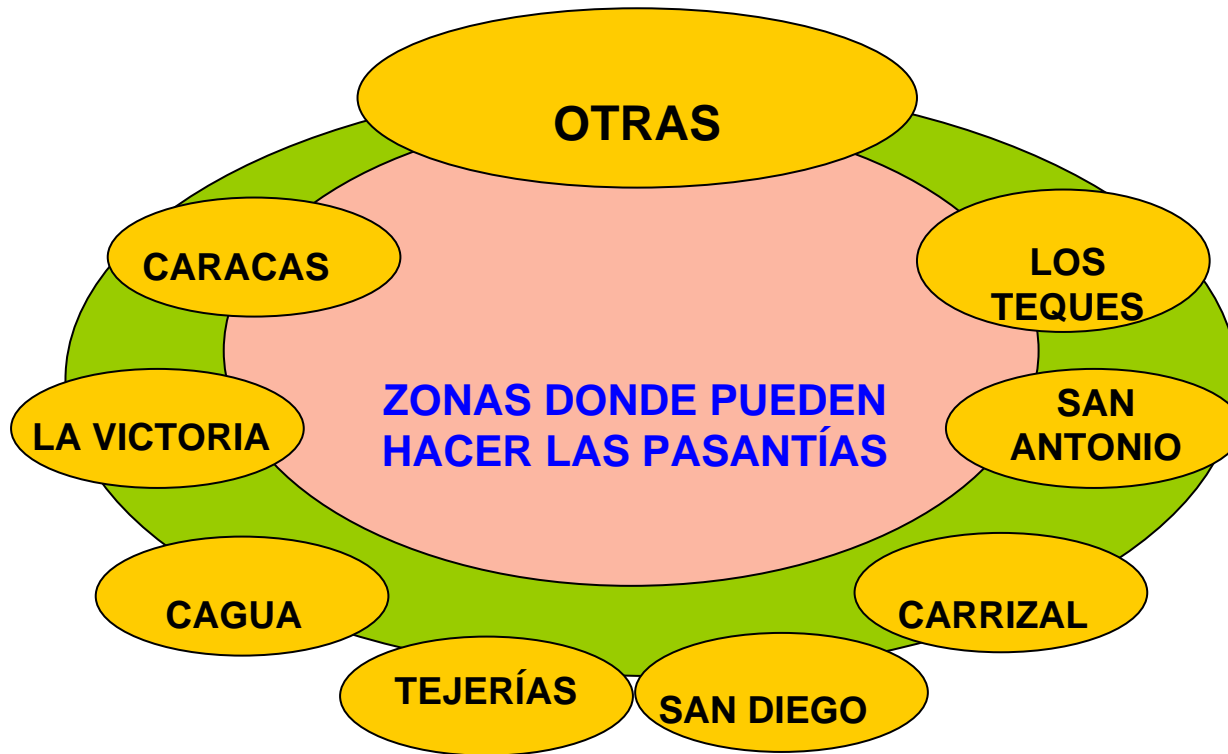 OTRAS
CARACAS
LOS
TEQUES
ZONAS DONDE PUEDEN
HACER LAS PASANTÍAS
SAN
ANTONIO
LA VICTORIA
CAGUA
CARRIZAL
TEJERÍAS
SAN DIEGO